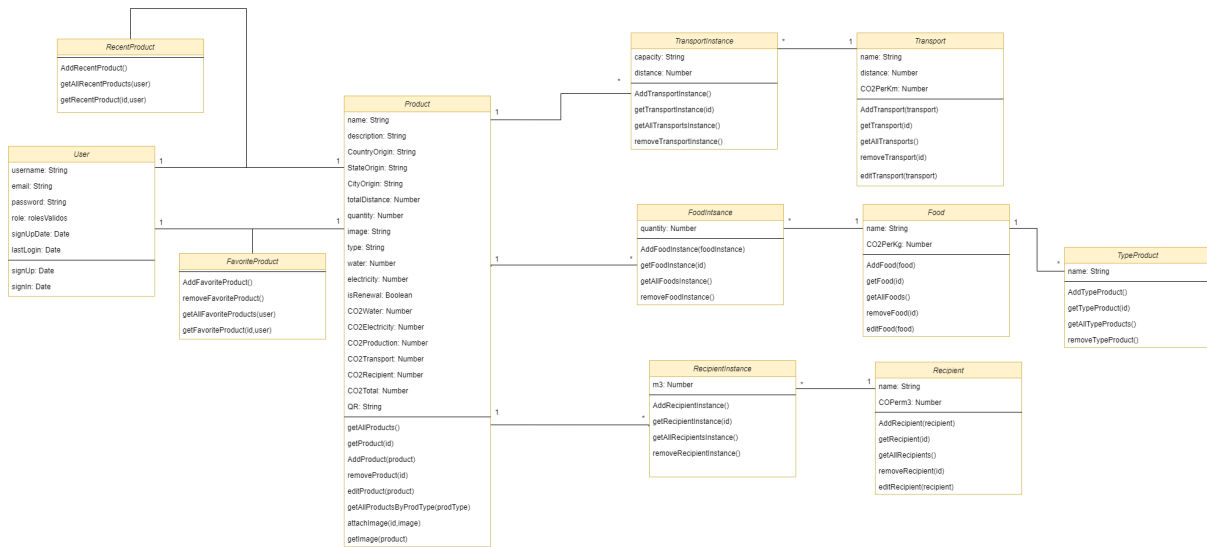 RecentProduct
AddRecentProduct()
getAllRecentProducts(user)
getRecentProduct(id,user)
User
username: String
email: String
password: String
role: rolesValidos
signUpDate: Date
lastLogin: Date
signUp: Date
signIn: Date
1
1
1
1
FavoriteProduct
AddFavoriteProduct()
removeFavoriteProduct()
getAllFavoriteProducts(user)
getFavoriteProduct(id,user)
Product
name: String
description: String
CountryOrigin: String
StateOrigin: String
CityOrigin: String
totalDistance: Number
quantity: Number
image: String
type: String
water: Number
electricity: Number
isRenewal: Boolean
CO2Water: Number
CO2Electricity: Number
CO2Production: Number
CO2Transport: Number
CO2Recipient: Number
CO2Total: Number
QR: String
getAllProducts()
getProduct(id)
AddProduct(product)
removeProduct(id)
editProduct(product)
getAllProductsByProdType(prodType)
attachImage(id,image)
getImage(product)
1
*
TransportInstance
capacity: String
distance: Number
AddTransportInstance()
getTransportInstance(id)
getAllTransportsInstance()
removeTransportInstance()
*
1
Transport
name: String
distance: Number
CO2PerKm: Number
AddTransport(transport)
getTransport(id)
getAllTransports()
removeTransport(id)
editTransport(transport)
1
*
FoodIntsance
quantity: Number
AddFoodInstance(foodInstance)
getFoodInstance(id)
getAllFoodsInstance()
removeFoodInstance()
*
1
Food
name: String
CO2PerKg: Number
AddFood(food)
getFood(id)
getAllFoods()
removeFood(id)
editFood(food)
1
*
TypeProduct
name: String
AddTypeProduct()
getTypeProduct(id)
getAllTypeProducts()
removeTypeProduct()
1
*
RecipientInstance
m3: Number
AddRecipientInstance()
getRecipientInstance(id)
getAllRecipientsInstance()
removeRecipientInstance()
*
1
Recipient
name: String
COPerm3: Number
AddRecipient(recipient)
getRecipient(id)
getAllRecipients()
removeRecipient(id)
editRecipient(recipient)